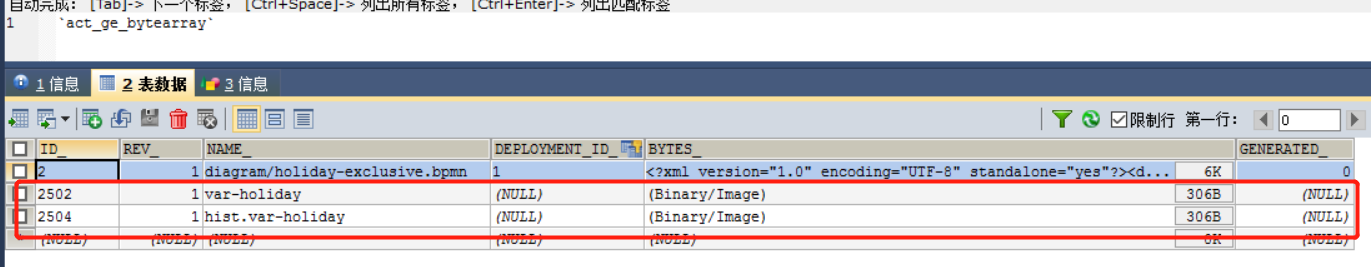 自动完成: [Tab]-> 下一个标签, [Ctrl+Space]-> 列出所有标签, [Ctrl+Enter]-> 列出匹配标签
1 `act_ge_bytearray`
1 信息 2 表数据 3 信息
限制行 第一行: 0
ID_ REV_ NAME_ DEPLOYMENT_ID_ BYTES_ GENERATED_
2 1 diagram/holiday-exclusive.bpmn 1 <?xml version="1.0" encoding="UTF-8" standalone="yes"?><d... 6K 0
2502 1 var-holiday (NULL) (Binary/Image) 306B (NULL)
2504 1 hist.var-holiday (NULL) (Binary/Image) 306B (NULL)
(NULL) (NULL) (NULL) (NULL) (NULL) 0K (NULL)